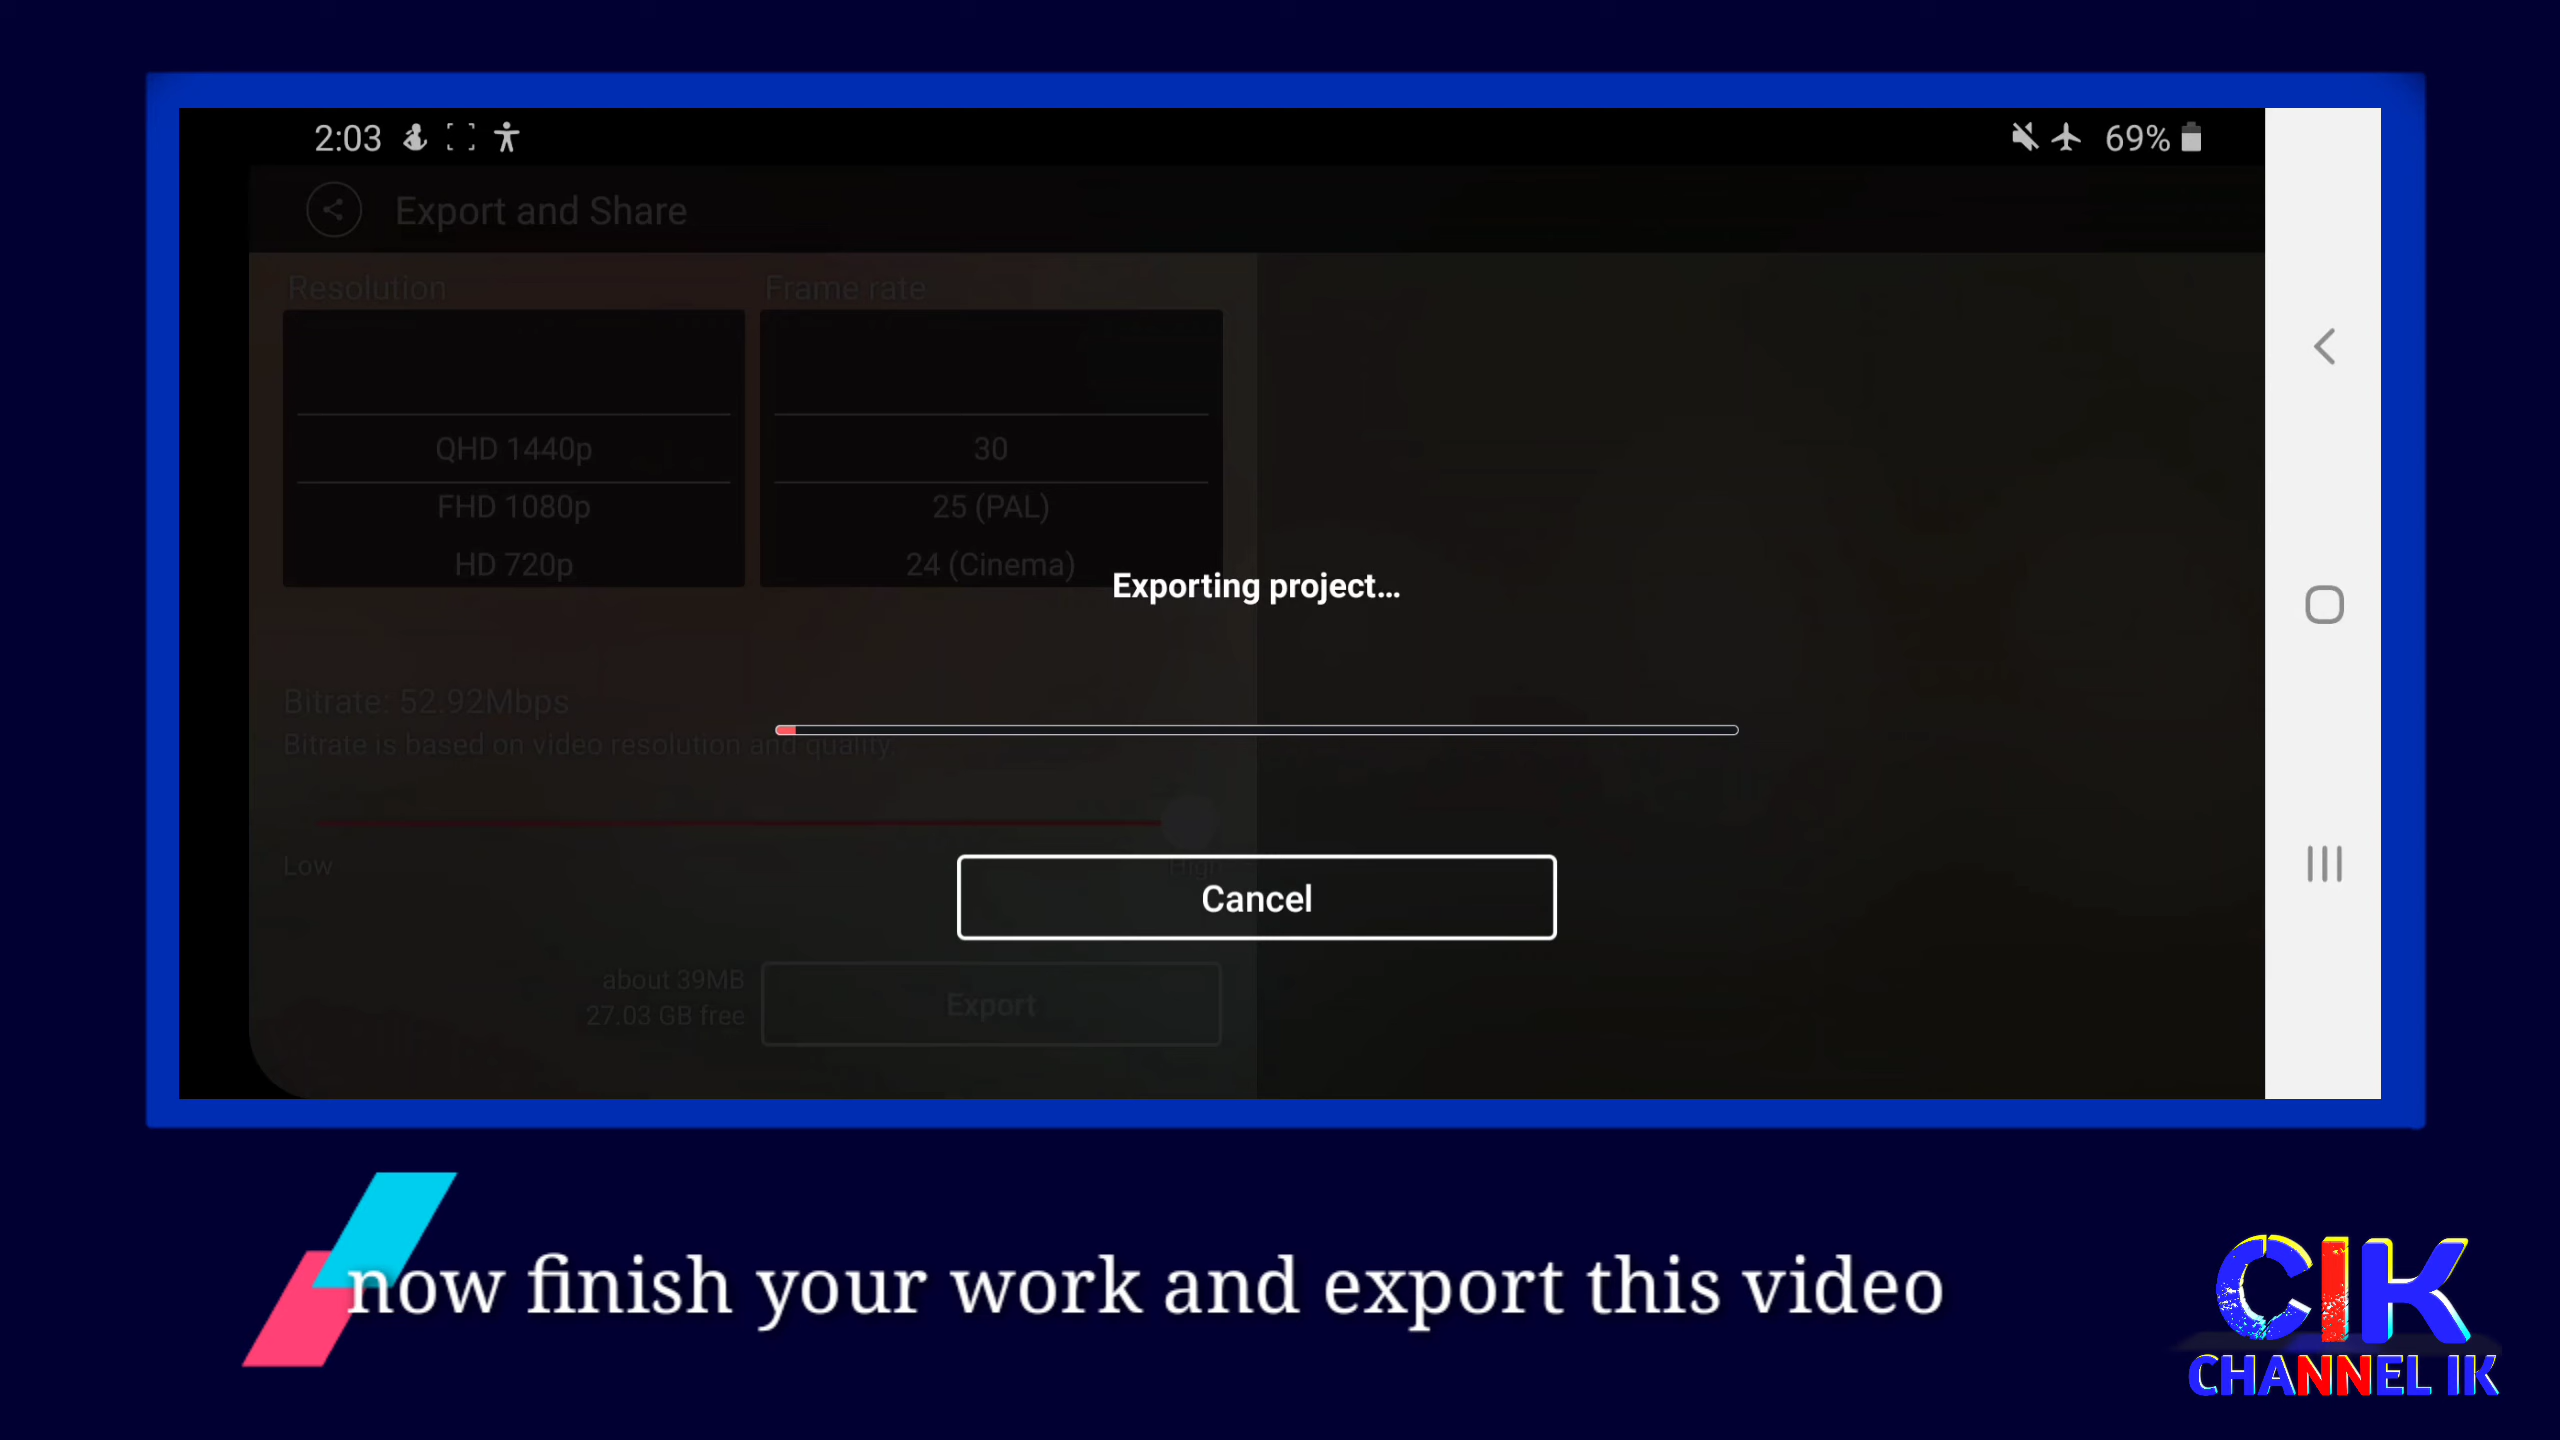 2:03
69%
Export and Share
Resolution
Frame rate
QHD 1440p
30
FHD 1080p
25 (PAL)
HD 720p
24 (Cinema)
Exporting project...
Bitrate: 52.92Mbps
Bitrate is based on video resolution and quality.
Low
High
Cancel
about 39MB
27.03 GB free
Export
now finish your work and export this video
CIK
CHANNEL IK